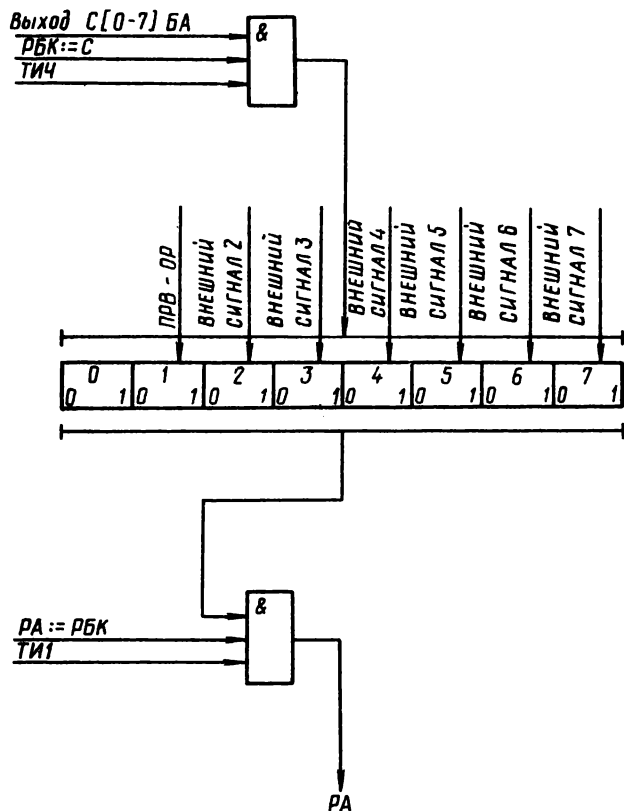 Выход С[0-7] БА
&
РБК:=С
ТИ4
ПРВ-ОР
ВНЕШНИЙ
СИГНАЛ 2
ВНЕШНИЙ
СИГНАЛ 3
ВНЕШНИЙ
СИГНАЛ 4
ВНЕШНИЙ
СИГНАЛ 5
ВНЕШНИЙ
СИГНАЛ 6
ВНЕШНИЙ
СИГНАЛ 7
0 1 2 3 4 5 6 7
0 1 0 1 0 1 0 1 0 1 0 1 0 1 0 1
&
РА:=РБК
ТИ1
РА